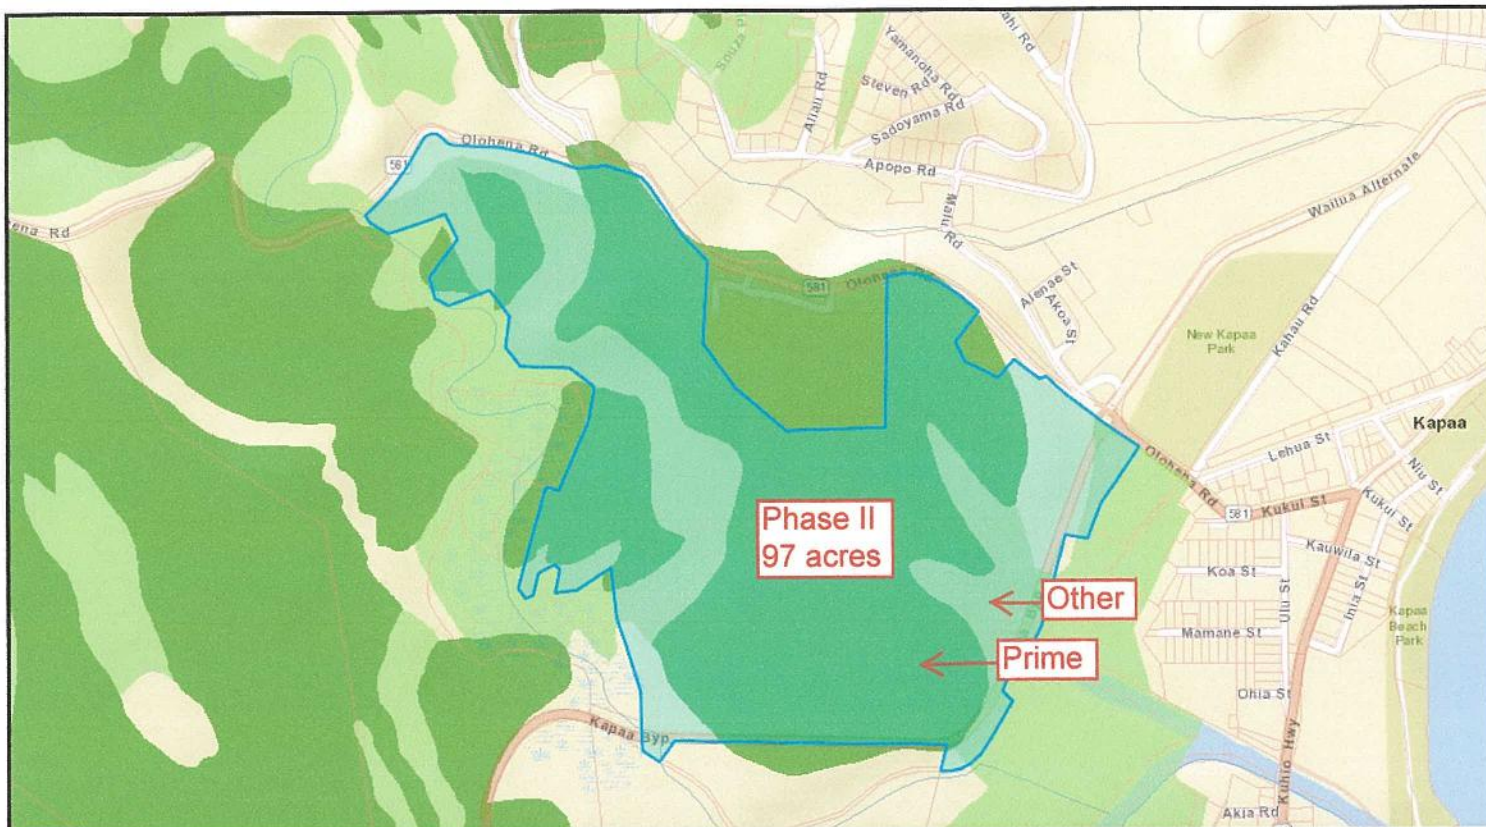 Souza P
ahi Rd
Yamanoha Rd
Aliali Rd
Steven Rd
Sadoyama Rd
Olohena Rd
581
Apopo Rd
Wailua Alternate
Malu Rd
ena Rd
Olohena Rd
581
Alenae St
Akoa St
Kahau Rd
New Kapaa
Park
Kapaa
Lehua St
Olohena Rd
Niu St
Kukui St
581
Kukui St
Phase II
97 acres
Kauwila St
Koa St
Ulu St
Inia St
Other
Kapaa
Beach
Park
Mamane St
Prime
Ohia St
Kapaa Byp
Kuhio Hwy
Akia Rd